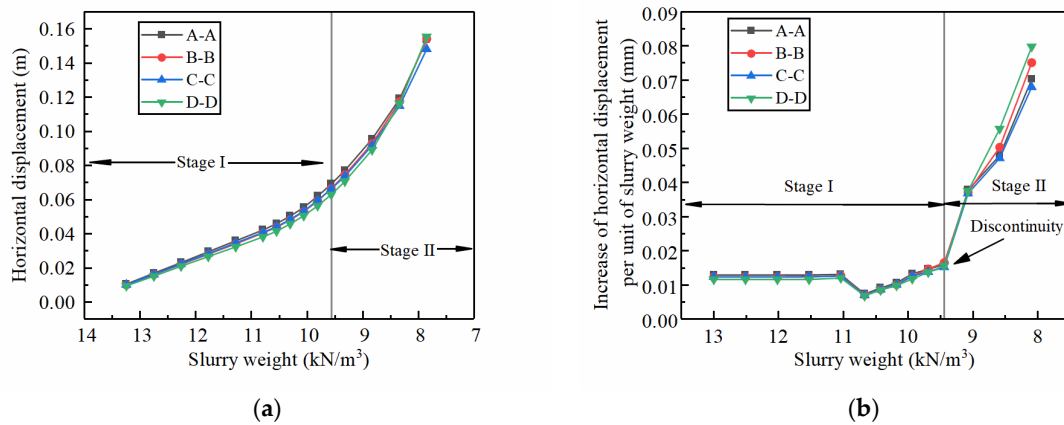 Horizontal displacement (m)
0.16
0.14
0.12
0.10
0.08
0.06
0.04
0.02
0.00
A-A
B-B
C-C
D-D
Stage I
Stage II
14 13 12 11 10 9 8 7
Slurry weight (kN/m³)
(a)
Increase of horizontal displacement
per unit of slurry weight (mm)
0.09
0.08
0.07
0.06
0.05
0.04
0.03
0.02
0.01
0.00
A-A
B-B
C-C
D-D
Stage I
Stage II
Discontinuity
13 12 11 10 9 8
Slurry weight (kN/m³)
(b)